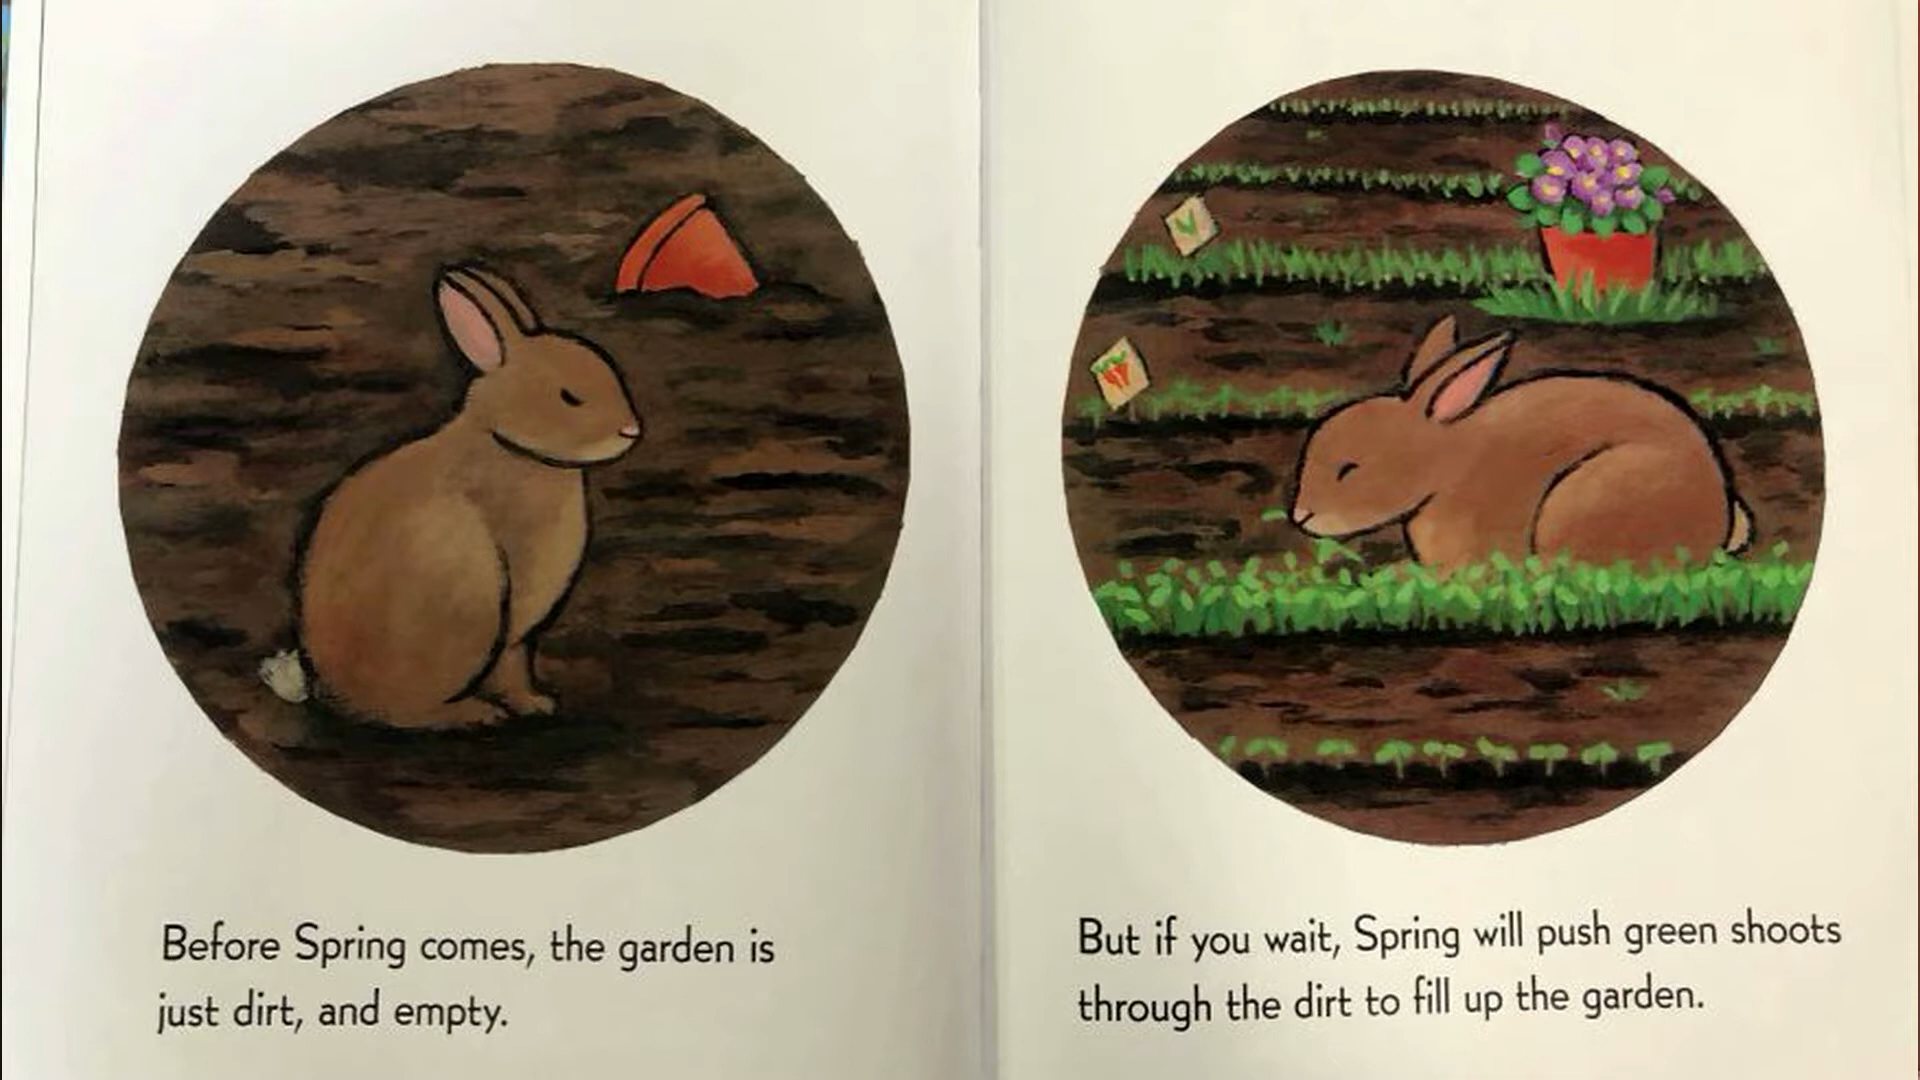 Before Spring comes, the garden is
just dirt, and empty.
But if you wait, Spring will push green shoots
through the dirt to fill up the garden.